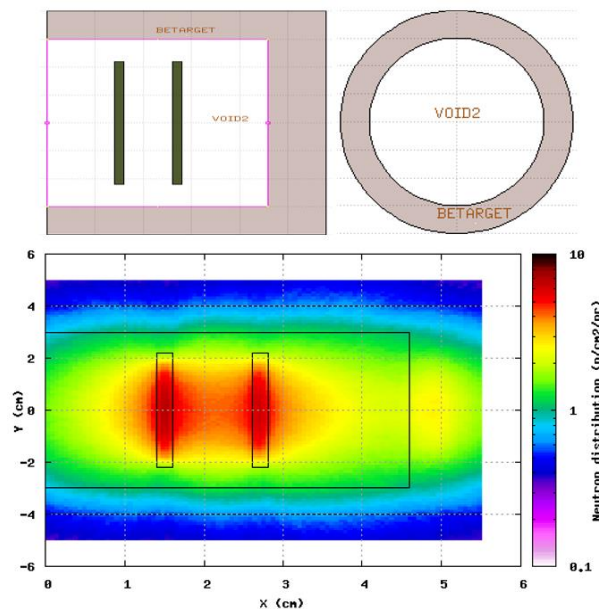 BETARGET
VOID2
VOID2
BETARGET
6
4
2
0
-2
-4
-6
Y (cm)
0 1 2 3 4 5 6
X (cm)
10
1
0.1
Neutron distribution (n/cm2/pr)